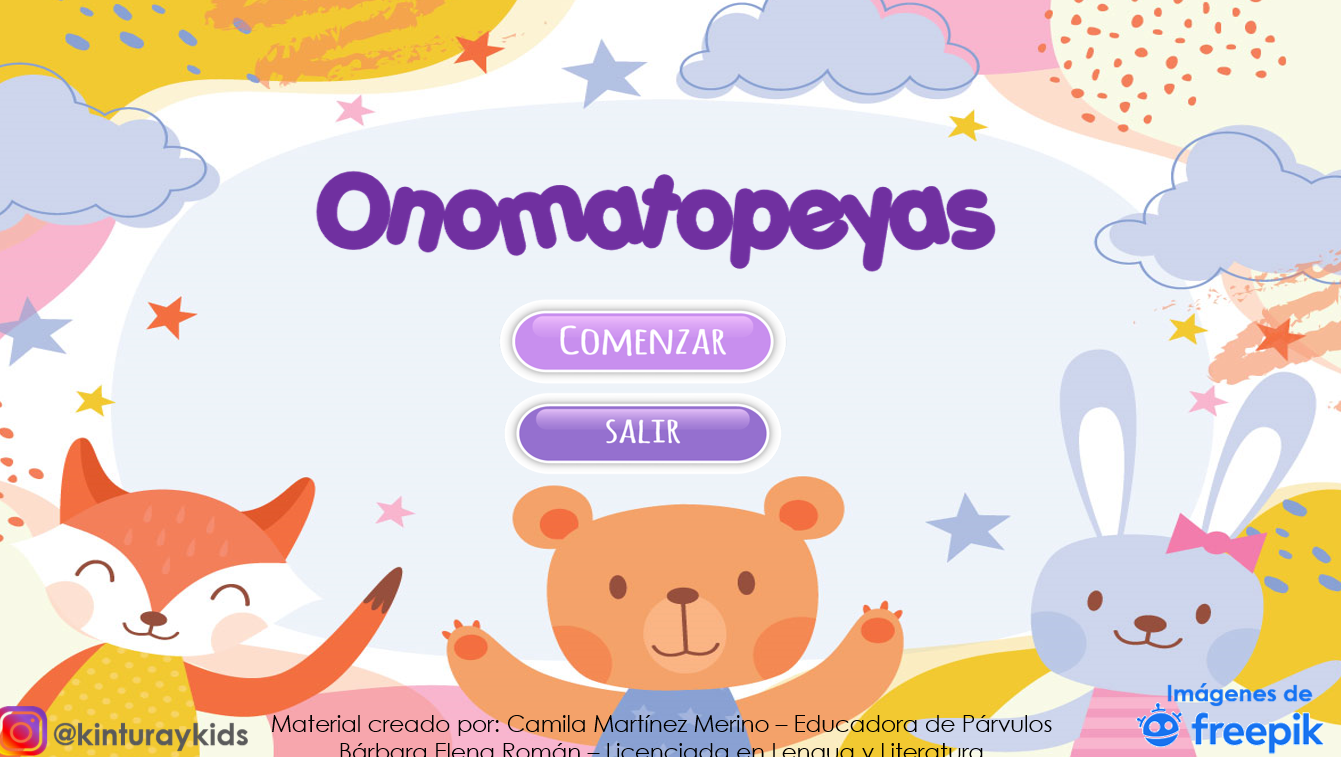 Onomatopeyas
COMENZAR
SALIR
Imágenes de
freepik
@kinturaykids
Material creado por: Camila Martínez Merino – Educadora de Párvulos
Bárbara Elena Román – Licenciada en Lengua y Literatura